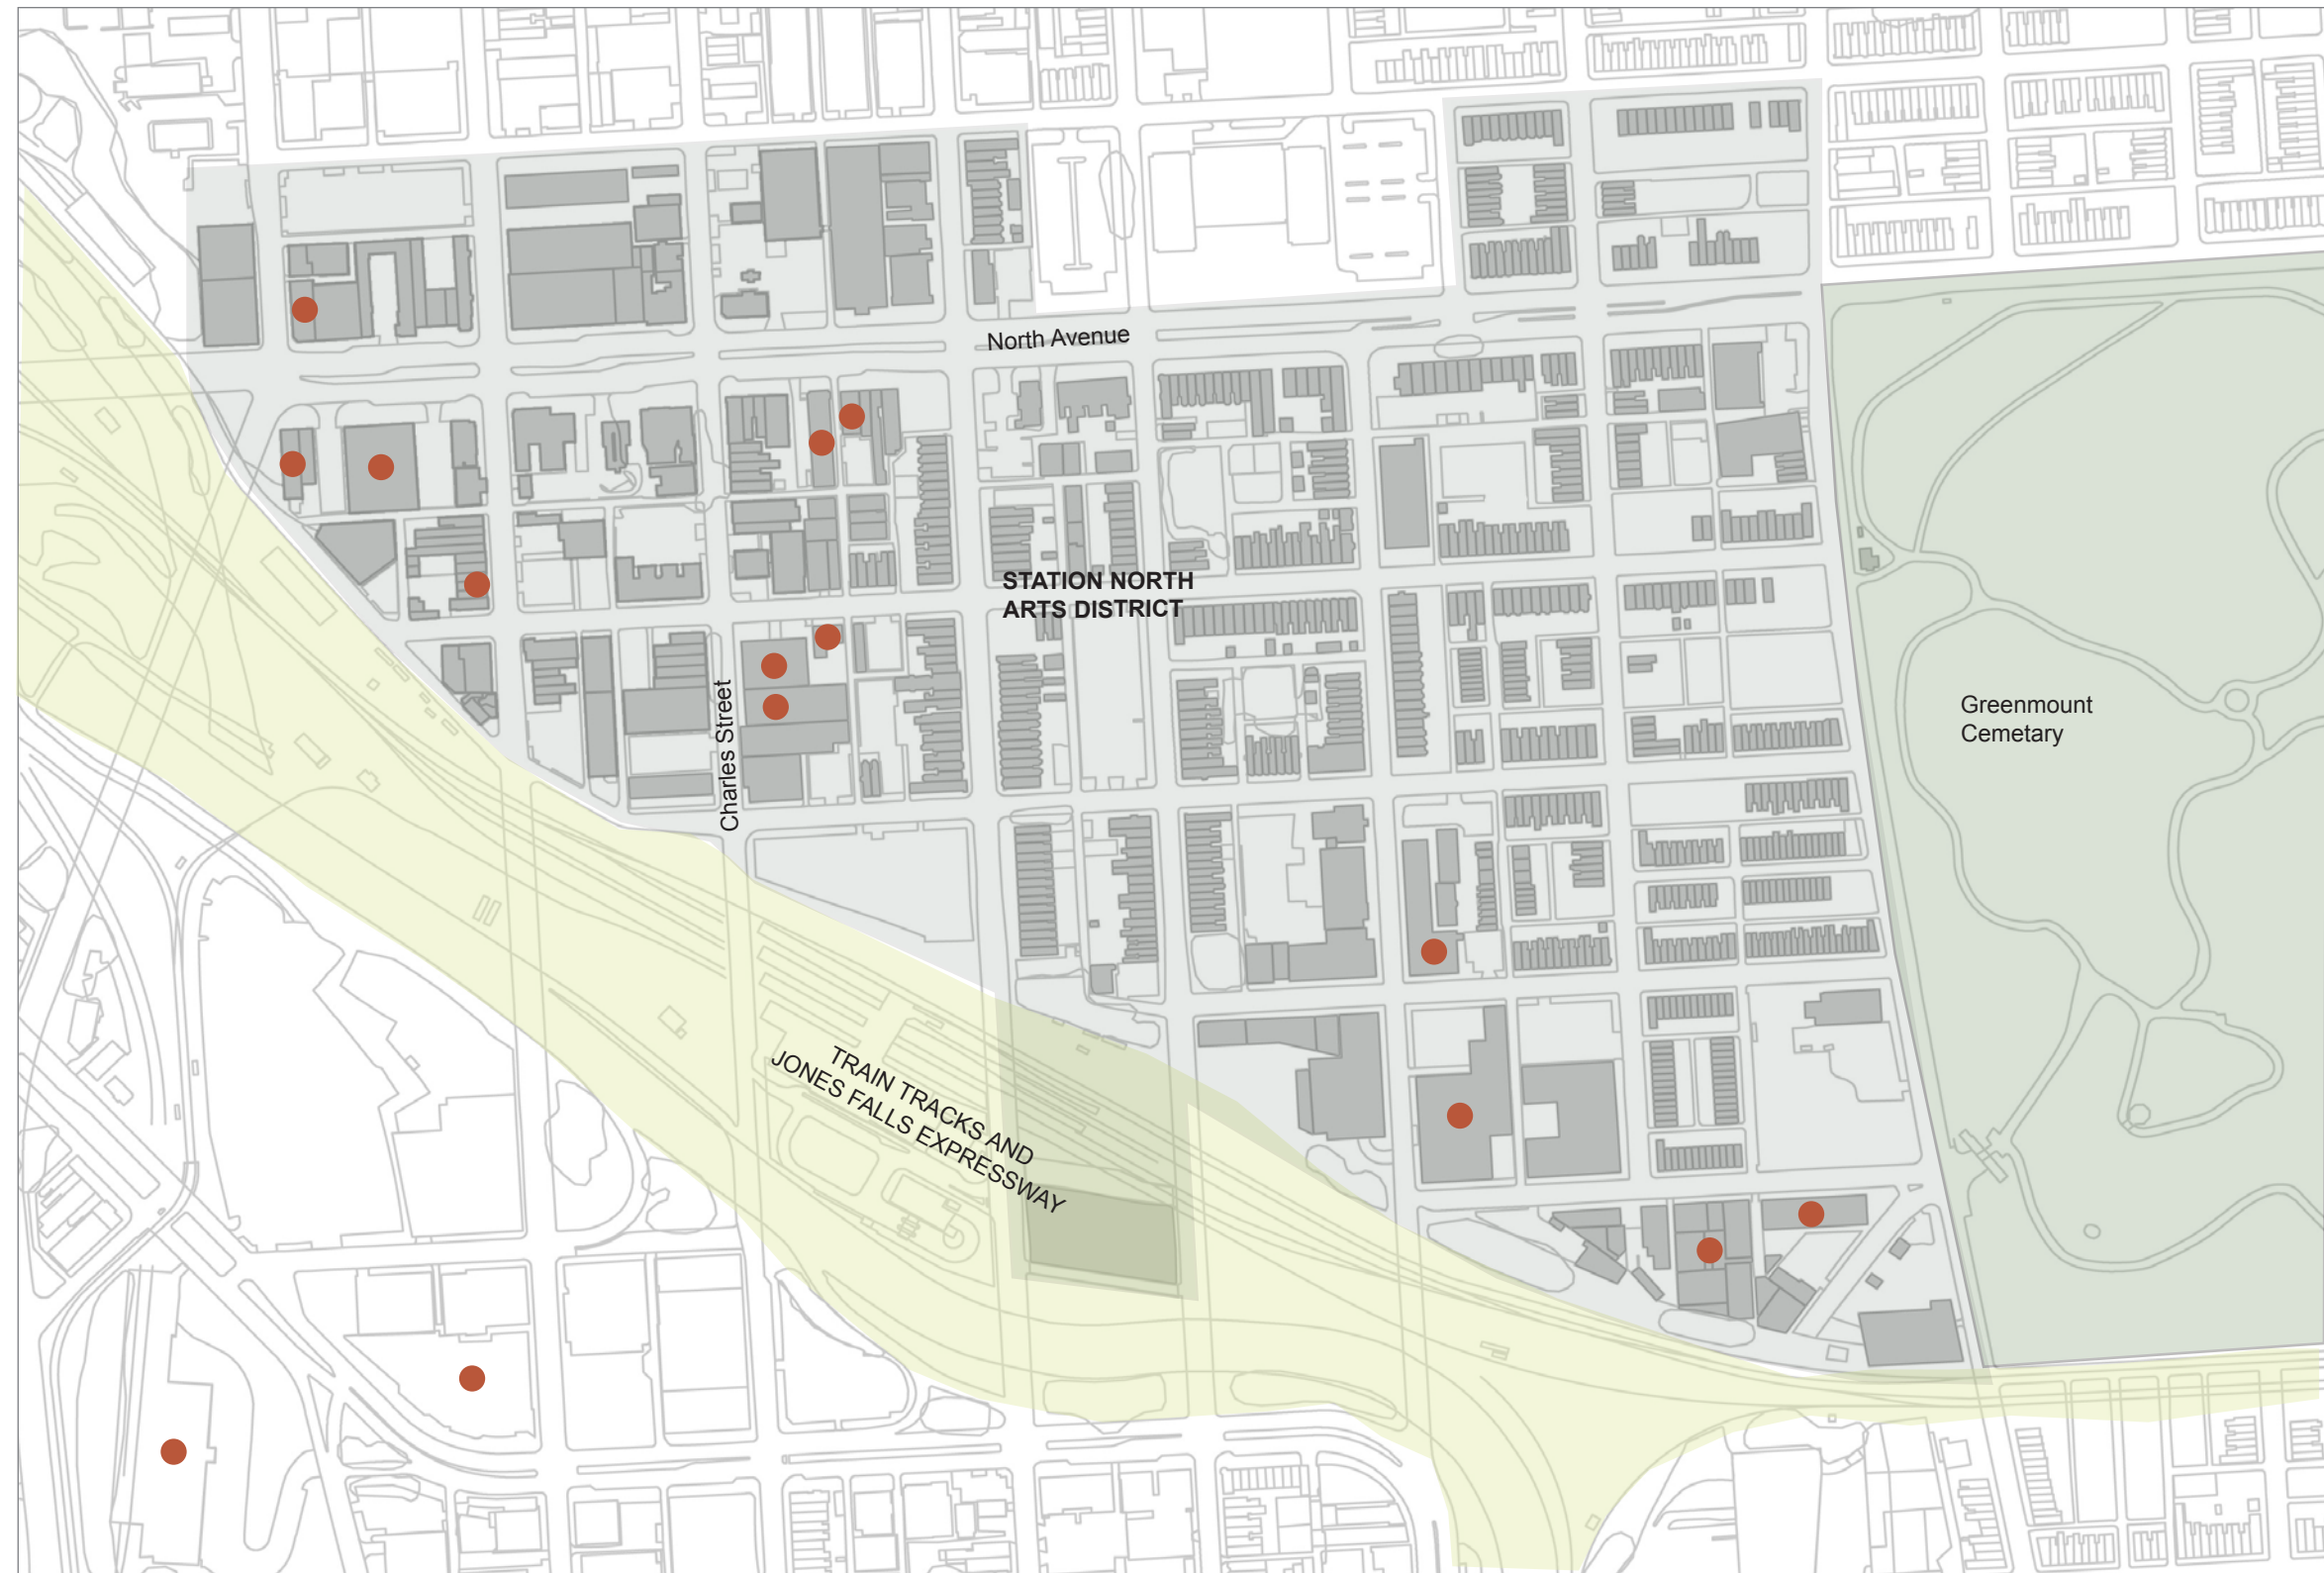 North Avenue
STATION NORTH
ARTS DISTRICT
Charles Street
Greenmount
Cemetary
TRAIN TRACKS AND
JONES FALLS EXPRESSWAY